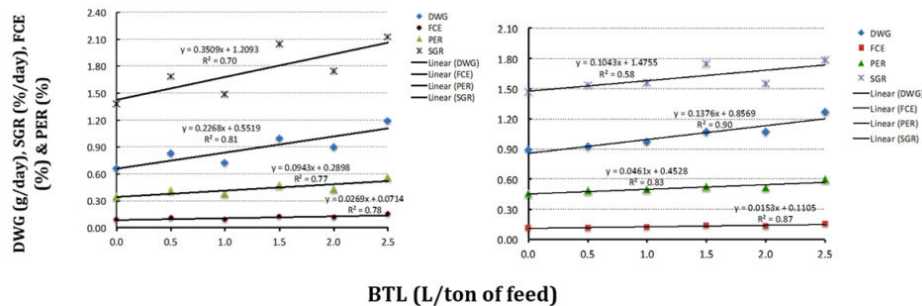 DWG (g/day), SGR (%/day), FCE
(%) & PER (%)
2.40
2.10
1.80
1.50
1.20
0.90
0.60
0.30
0.00
0.0 0.5 1.0 1.5 2.0 2.5
y = 0.3509x + 1.2093
R² = 0.70
y = 0.2268x + 0.5519
R² = 0.81
y = 0.0943x + 0.2898
R² = 0.77
y = 0.0269x + 0.0714
R² = 0.78
DWG
FCE
PER
SGR
Linear (DWG)
Linear (FCE)
Linear (PER)
Linear (SGR)
2.10
1.80
1.50
1.20
0.90
0.60
0.30
0.00
0.0 0.5 1.0 1.5 2.0 2.5
y = 0.1043x + 1.4755
R² = 0.58
y = 0.1376x + 0.8569
R² = 0.90
y = 0.0461x + 0.4528
R² = 0.83
y = 0.0153x + 0.1105
R² = 0.87
DWG
FCE
PER
SGR
Linear (DWG)
Linear (FCE)
Linear (PER)
Linear (SGR)
BTL (L/ton of feed)